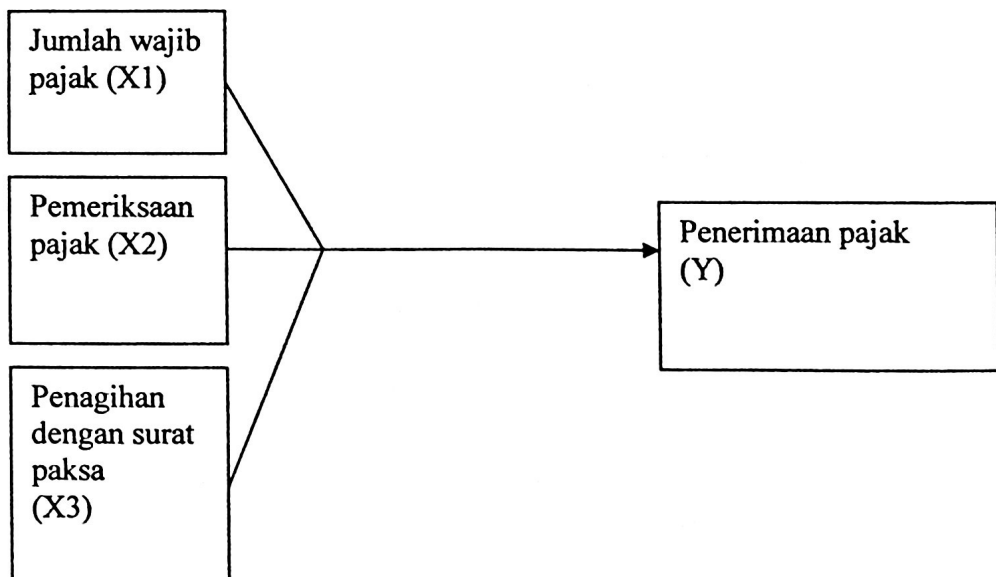 Jumlah wajib
pajak (X1)
Pemeriksaan
pajak (X2)
Penagihan
dengan surat
paksa
(X3)
Penerimaan pajak
(Y)